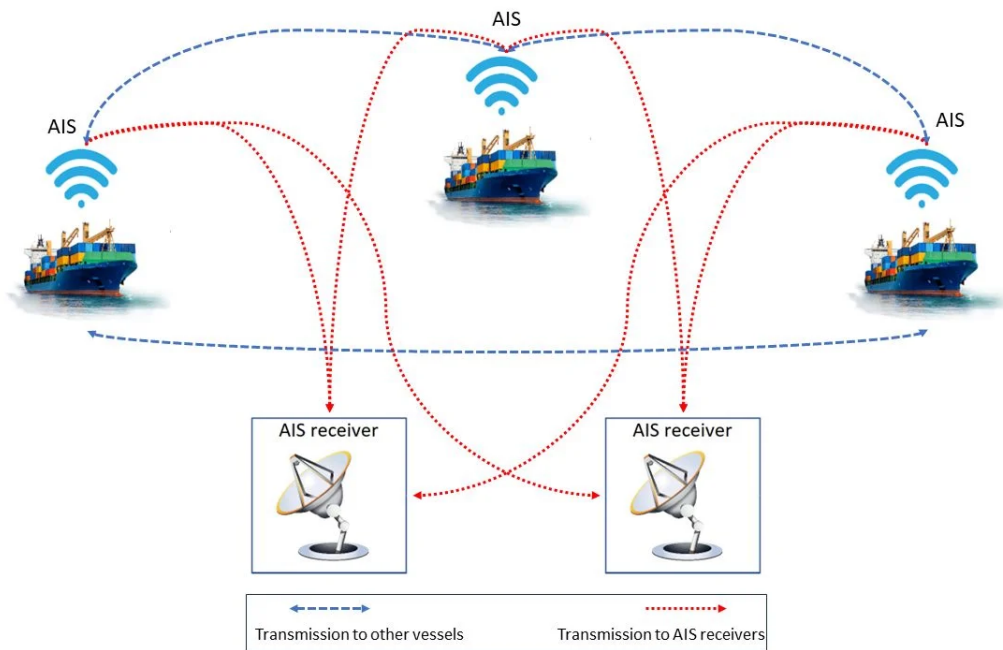 AIS
AIS
AIS
AIS receiver
AIS receiver
Transmission to other vessels
Transmission to AIS receivers